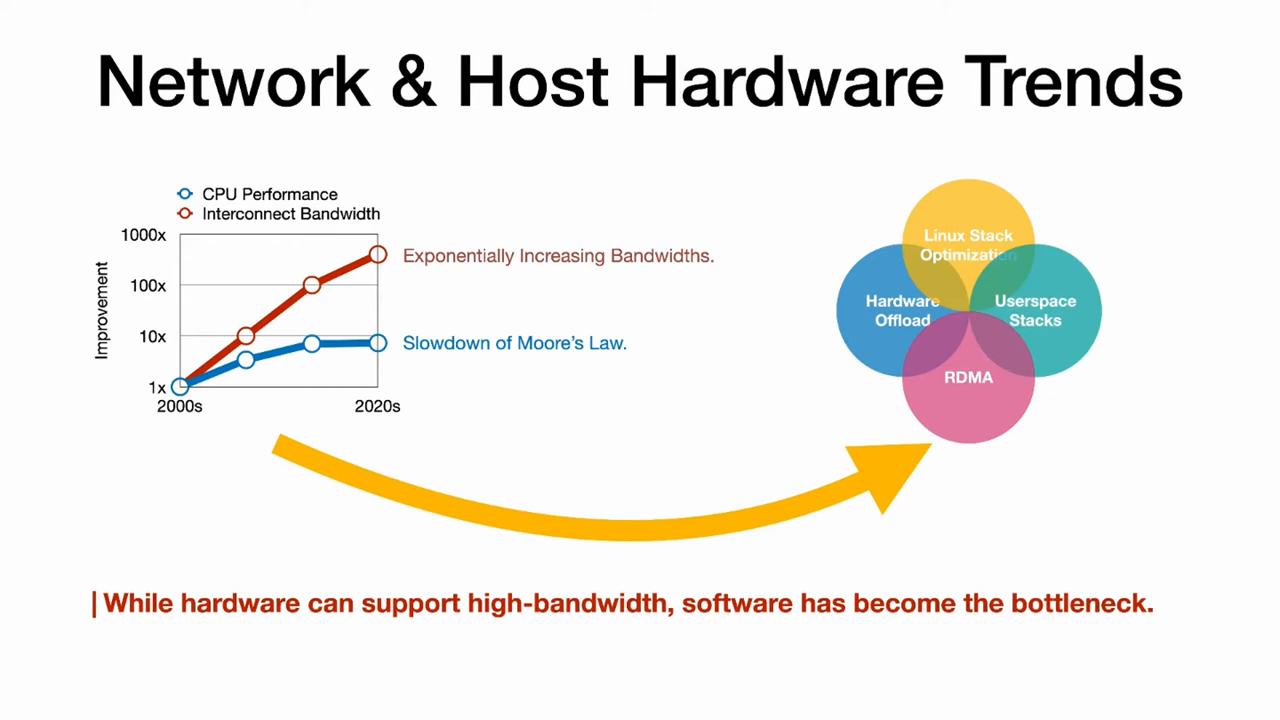 Network & Host Hardware Trends
CPU Performance
Interconnect Bandwidth
1000x
100x
10x
1x
Improvement
2000s
2020s
Exponentially Increasing Bandwidths.
Slowdown of Moore's Law.
Linux Stack
Optimization
Hardware
Offload
Userspace
Stacks
RDMA
While hardware can support high-bandwidth, software has become the bottleneck.